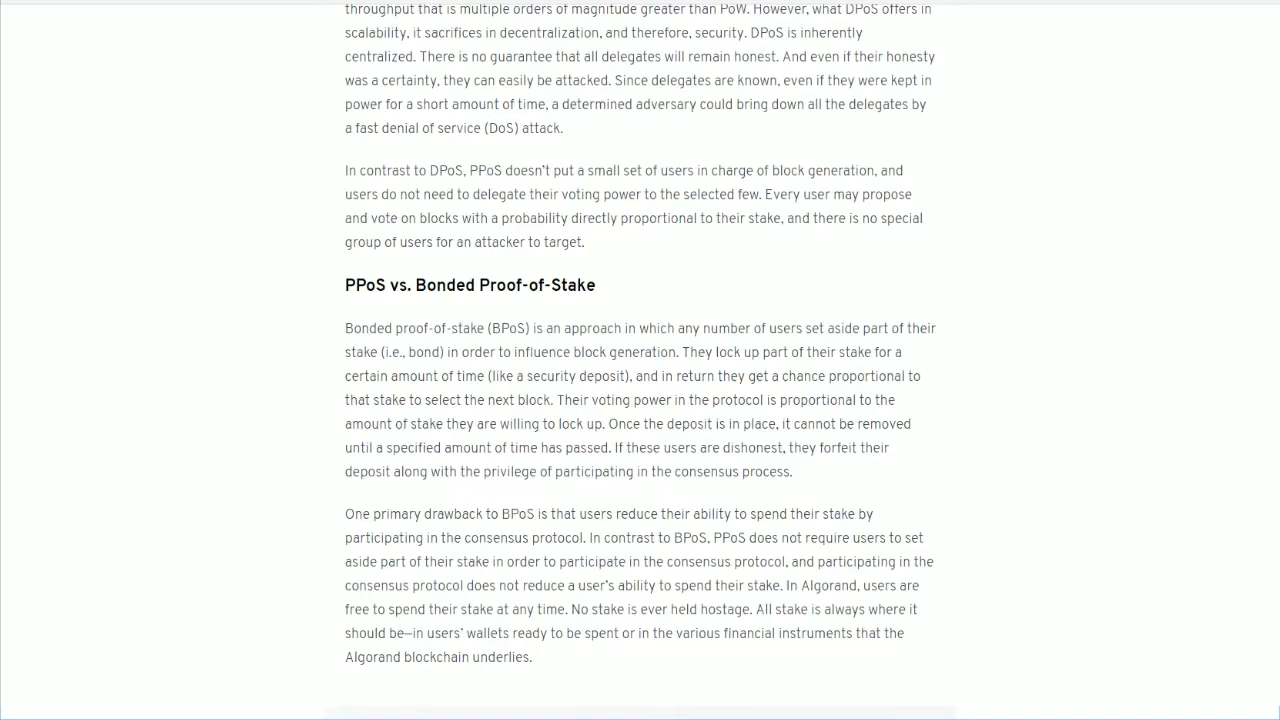 throughput that is multiple orders of magnitude greater than PoW. However, what DPoS offers in
scalability, it sacrifices in decentralization, and therefore, security. DPoS is inherently
centralized. There is no guarantee that all delegates will remain honest. And even if their honesty
was a certainty, they can easily be attacked. Since delegates are known, even if they were kept in
power for a short amount of time, a determined adversary could bring down all the delegates by
a fast denial of service (DoS) attack.
In contrast to DPoS, PPoS doesn’t put a small set of users in charge of block generation, and
users do not need to delegate their voting power to the selected few. Every user may propose
and vote on blocks with a probability directly proportional to their stake, and there is no special
group of users for an attacker to target.
PPoS vs. Bonded Proof-of-Stake
Bonded proof-of-stake (BPoS) is an approach in which any number of users set aside part of their
stake (i.e., bond) in order to influence block generation. They lock up part of their stake for a
certain amount of time (like a security deposit), and in return they get a chance proportional to
that stake to select the next block. Their voting power in the protocol is proportional to the
amount of stake they are willing to lock up. Once the deposit is in place, it cannot be removed
until a specified amount of time has passed. If these users are dishonest, they forfeit their
deposit along with the privilege of participating in the consensus process.
One primary drawback to BPoS is that users reduce their ability to spend their stake by
participating in the consensus protocol. In contrast to BPoS, PPoS does not require users to set
aside part of their stake in order to participate in the consensus protocol, and participating in the
consensus protocol does not reduce a user’s ability to spend their stake. In Algorand, users are
free to spend their stake at any time. No stake is ever held hostage. All stake is always where it
should be—in users’ wallets ready to be spent or in the various financial instruments that the
Algorand blockchain underlies.